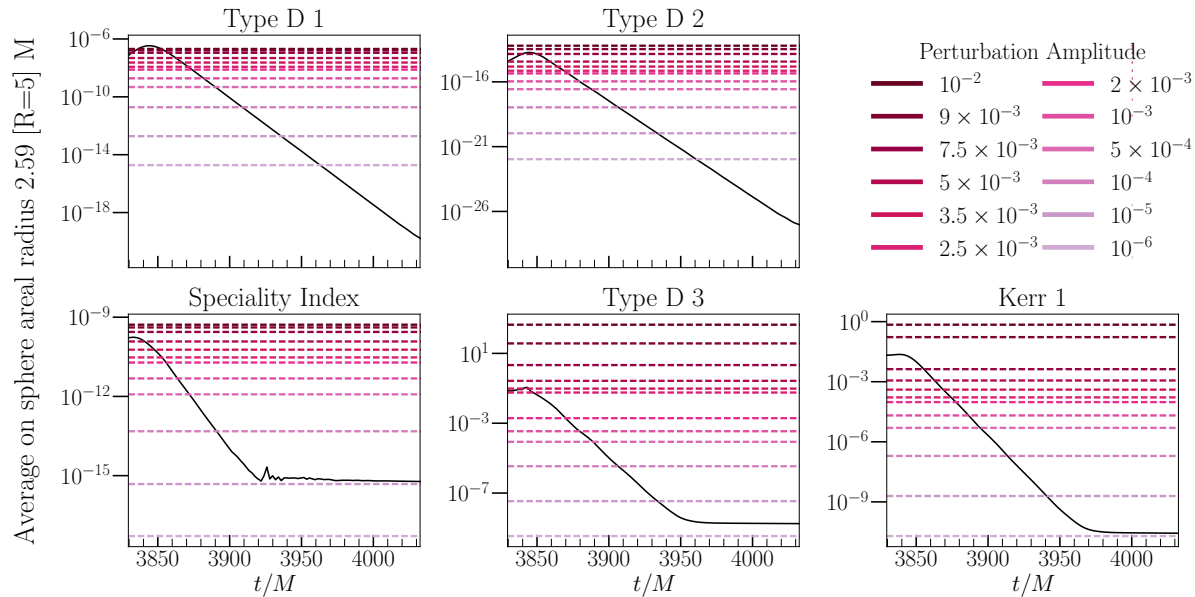 Average on sphere areal radius 2.59 [R=5] M
Type D 1
10⁻⁶
10⁻¹⁰
10⁻¹⁴
10⁻¹⁸
Type D 2
10⁻¹⁶
10⁻²¹
10⁻²⁶
Perturbation Amplitude
10⁻² 2 × 10⁻³
9 × 10⁻³ 10⁻³
7.5 × 10⁻³ 5 × 10⁻⁴
5 × 10⁻³ 10⁻⁴
3.5 × 10⁻³ 10⁻⁵
2.5 × 10⁻³ 10⁻⁶
Speciality Index
10⁻⁹
10⁻¹²
10⁻¹⁵
3850 3900 3950 4000
t/M
Type D 3
10¹
10⁻³
10⁻⁷
3850 3900 3950 4000
t/M
Kerr 1
10⁰
10⁻³
10⁻⁶
10⁻⁹
3850 3900 3950 4000
t/M